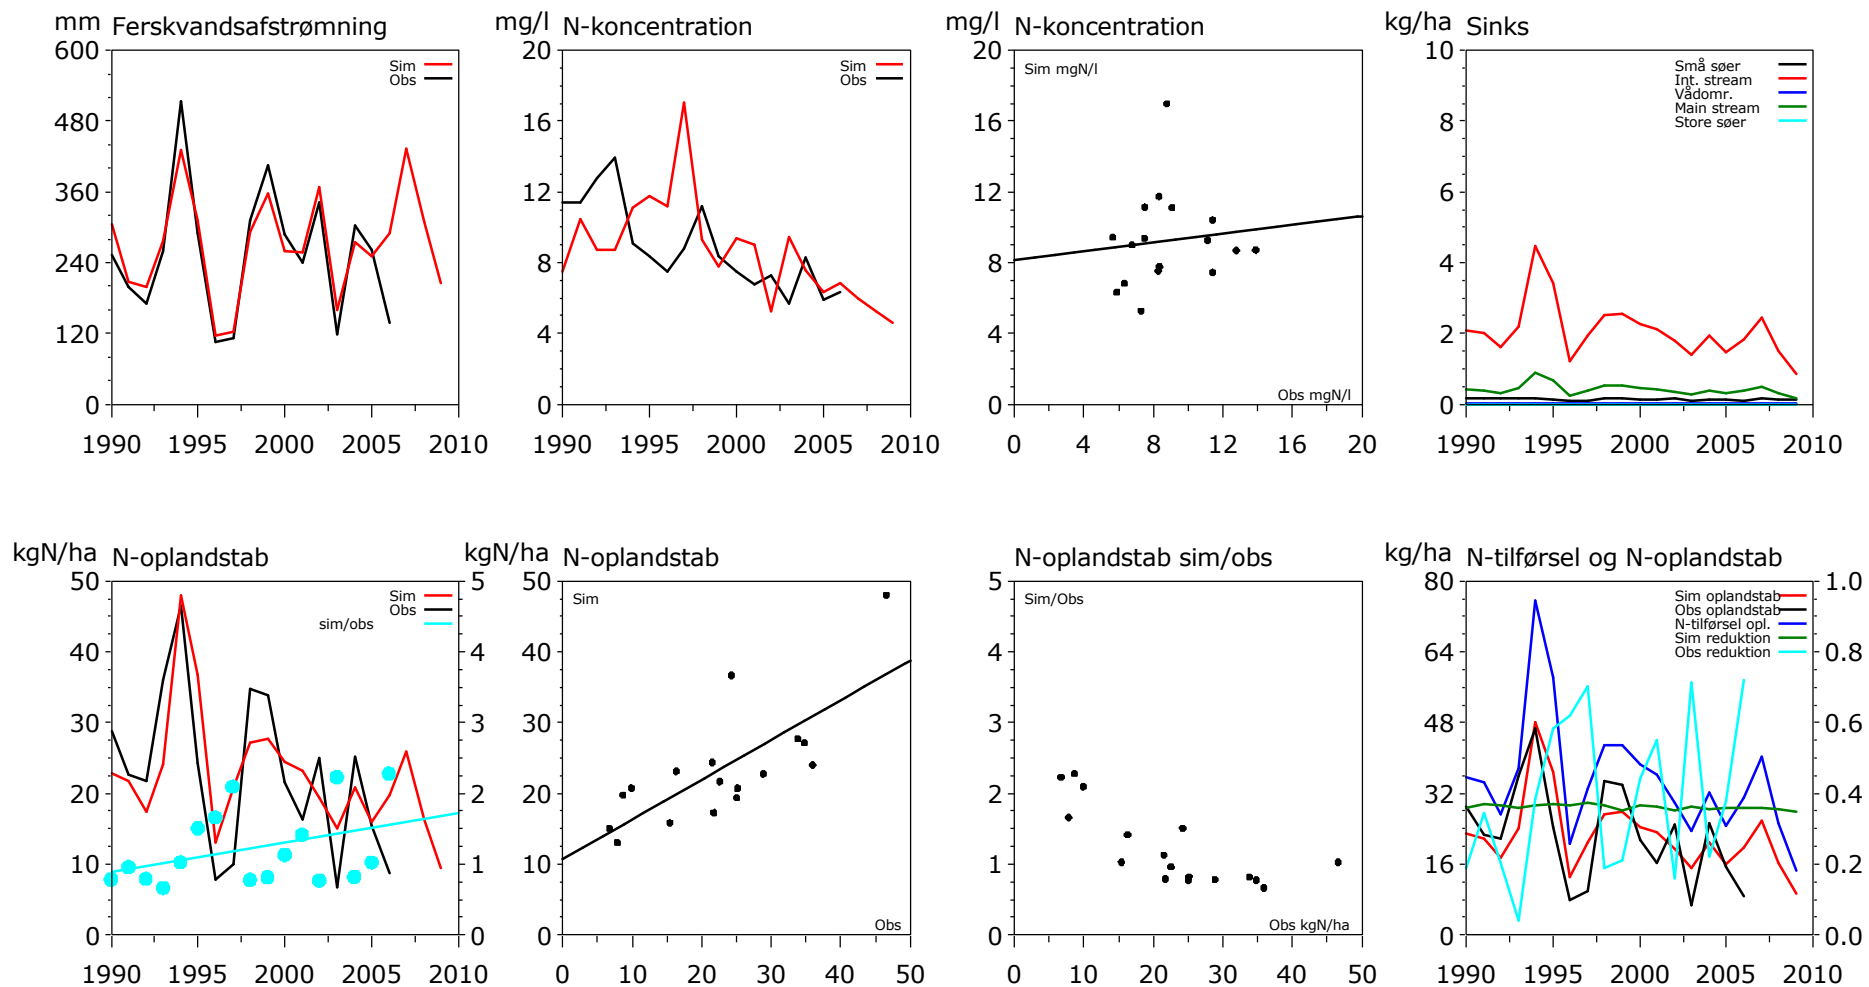 mm Ferskvandsafstrømning
600
480
360
240
120
0
Sim
Obs
1990 1995 2000 2005 2010
mg/l N-koncentration
20
16
12
8
4
0
Sim
Obs
1990 1995 2000 2005 2010
mg/l N-koncentration
20
16
12
8
4
0
Sim mgN/l
Obs mgN/l
0 4 8 12 16 20
kg/ha Sinks
10
8
6
4
2
0
Små søer
Int. stream
Vådomr.
Main stream
Store søer
1990 1995 2000 2005 2010
kgN/ha N-oplandstab
50
40
30
20
10
0
Sim
Obs
sim/obs
5
4
3
2
1
0
1990 1995 2000 2005 2010
kgN/ha N-oplandstab
50
40
30
20
10
0
Sim
Obs
0 10 20 30 40 50
N-oplandstab sim/obs
5
4
3
2
1
0
Sim/Obs
Obs kgN/ha
0 10 20 30 40 50
kg/ha N-tilførsel og N-oplandstab
80
64
48
32
16
0
Sim oplandstab
Obs oplandstab
N-tilførsel opl.
Sim reduktion
Obs reduktion
1.0
0.8
0.6
0.4
0.2
0.0
1990 1995 2000 2005 2010